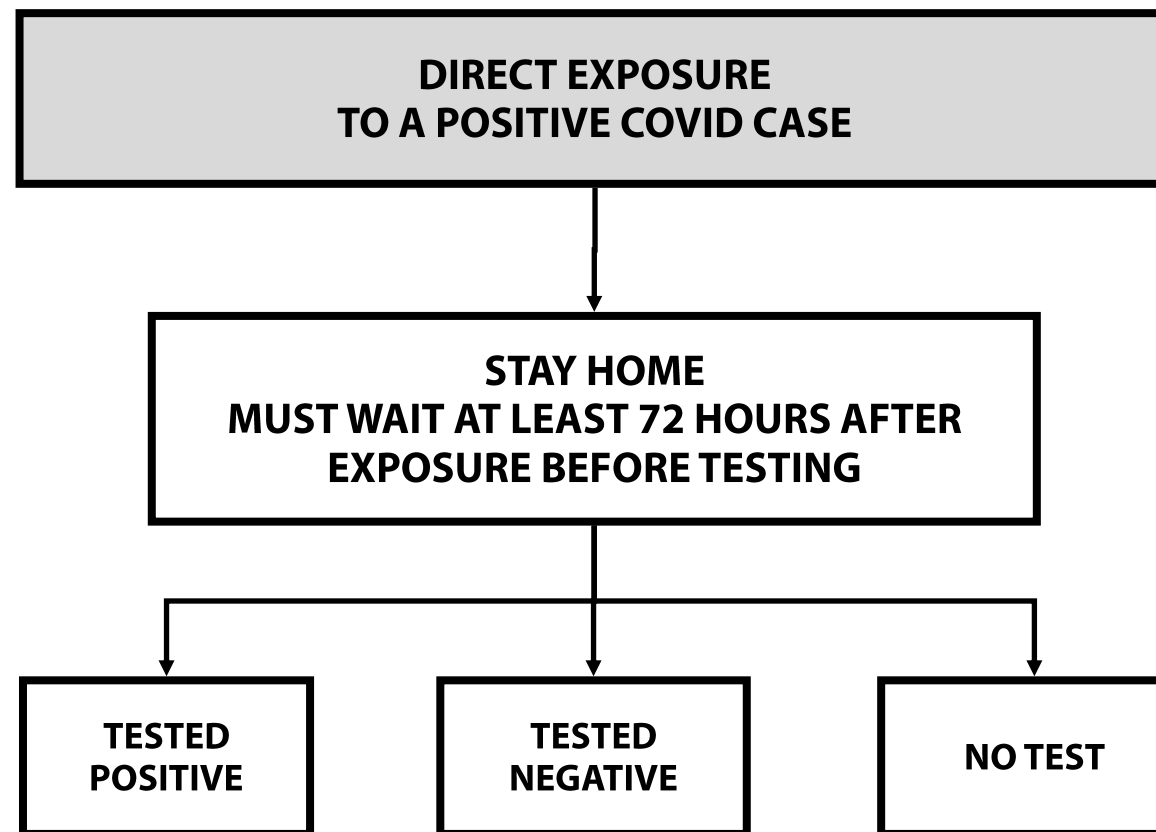 DIRECT EXPOSURE
TO A POSITIVE COVID CASE
STAY HOME
MUST WAIT AT LEAST 72 HOURS AFTER
EXPOSURE BEFORE TESTING
TESTED
POSITIVE
TESTED
NEGATIVE
NO TEST